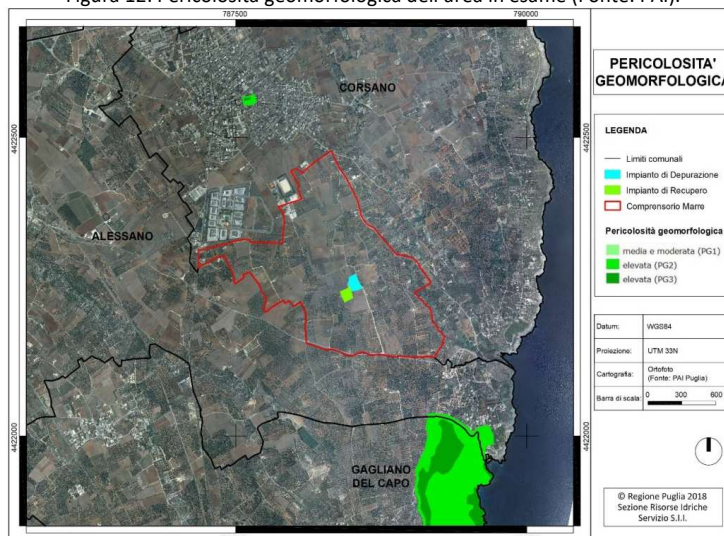 Figura 12: Pericolosità geomorfologica dell'area in esame (Fonte: PAI).
787500
790000
4422500
4422000
CORSANO
ALESSANO
GAGLIANO
DEL CAPO
4422500
4422000
787500
790000
PERICOLOSITA'
GEOMORFOLOGICA
LEGENDA
Limiti comunali
Impianto di Depurazione
Impianto di Recupero
Comprensorio Marre
Pericolosità geomorfologica
media e moderata (PG1)
elevata (PG2)
elevata (PG3)
Datum: WGS84
Proiezione: UTM 33N
Cartografia: Ortofoto
(Fonte: PAI Puglia)
Barra di scala: 0 300 600
© Regione Puglia 2018
Sezione Risorse Idriche
Servizio S.I.I.